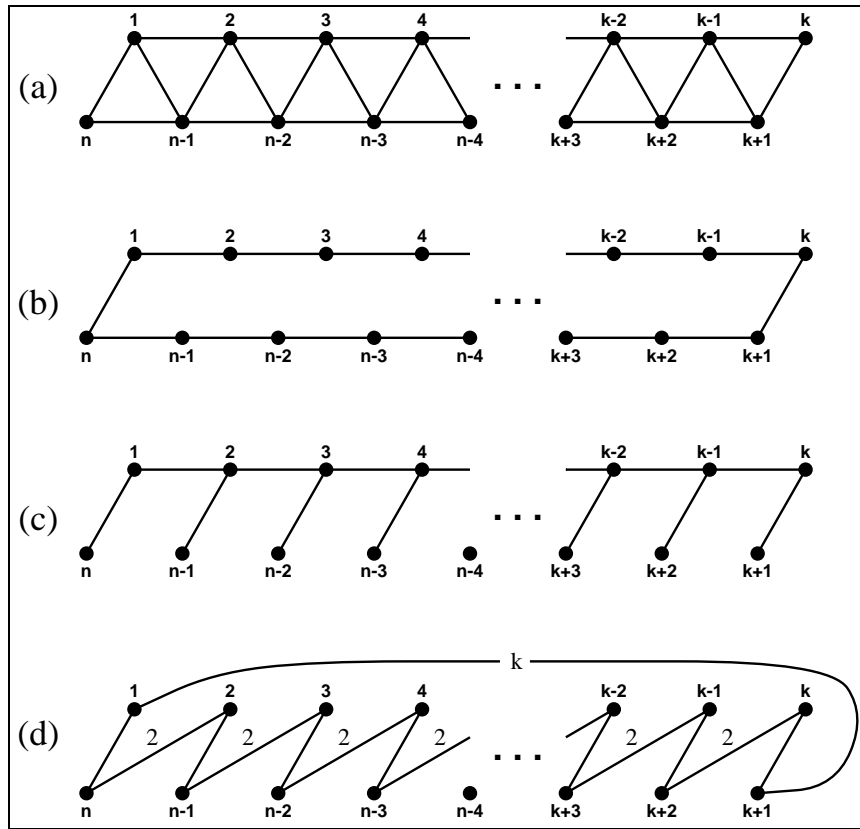 1 2 3 4 k-2 k-1 k
(a) . . .
n n-1 n-2 n-3 n-4 k+3 k+2 k+1
1 2 3 4 k-2 k-1 k
(b) . . .
n n-1 n-2 n-3 n-4 k+3 k+2 k+1
1 2 3 4 k-2 k-1 k
(c) . . .
n n-1 n-2 n-3 n-4 k+3 k+2 k+1
k
1 2 3 4 k-2 k-1 k
(d) 2 2 2 2 . . . 2 2
n n-1 n-2 n-3 n-4 k+3 k+2 k+1